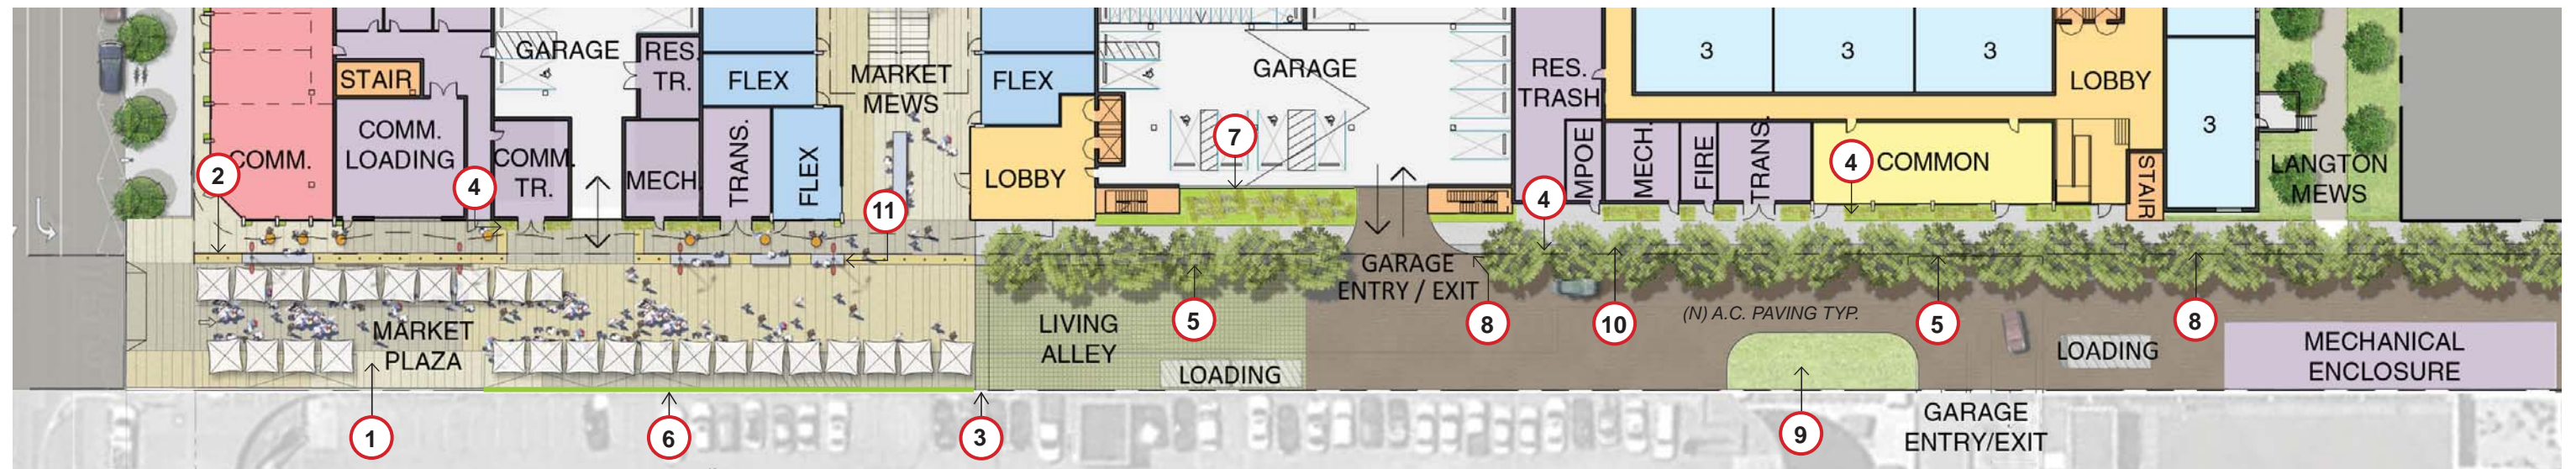 GARAGE
RES.
TR.
STAIR
COMM.
LOADING
COMM.
COMM.
TR.
MECH.
TRANS.
FLEX
FLEX
MARKET
MEWS
FLEX
LOBBY
GARAGE
RES.
TRASH
MPOE
MECH.
FIRE
TRANS.
3
3
3
COMMON
LOBBY
STAIR
3
LANGTON
MEWS
2
4
11
7
4
4
MARKET
PLAZA
LIVING
ALLEY
LOADING
GARAGE
ENTRY / EXIT
5
8
10
(N) A.C. PAVING TYP.
5
8
LOADING
MECHANICAL
ENCLOSURE
1
6
3
9
GARAGE
ENTRY/EXIT